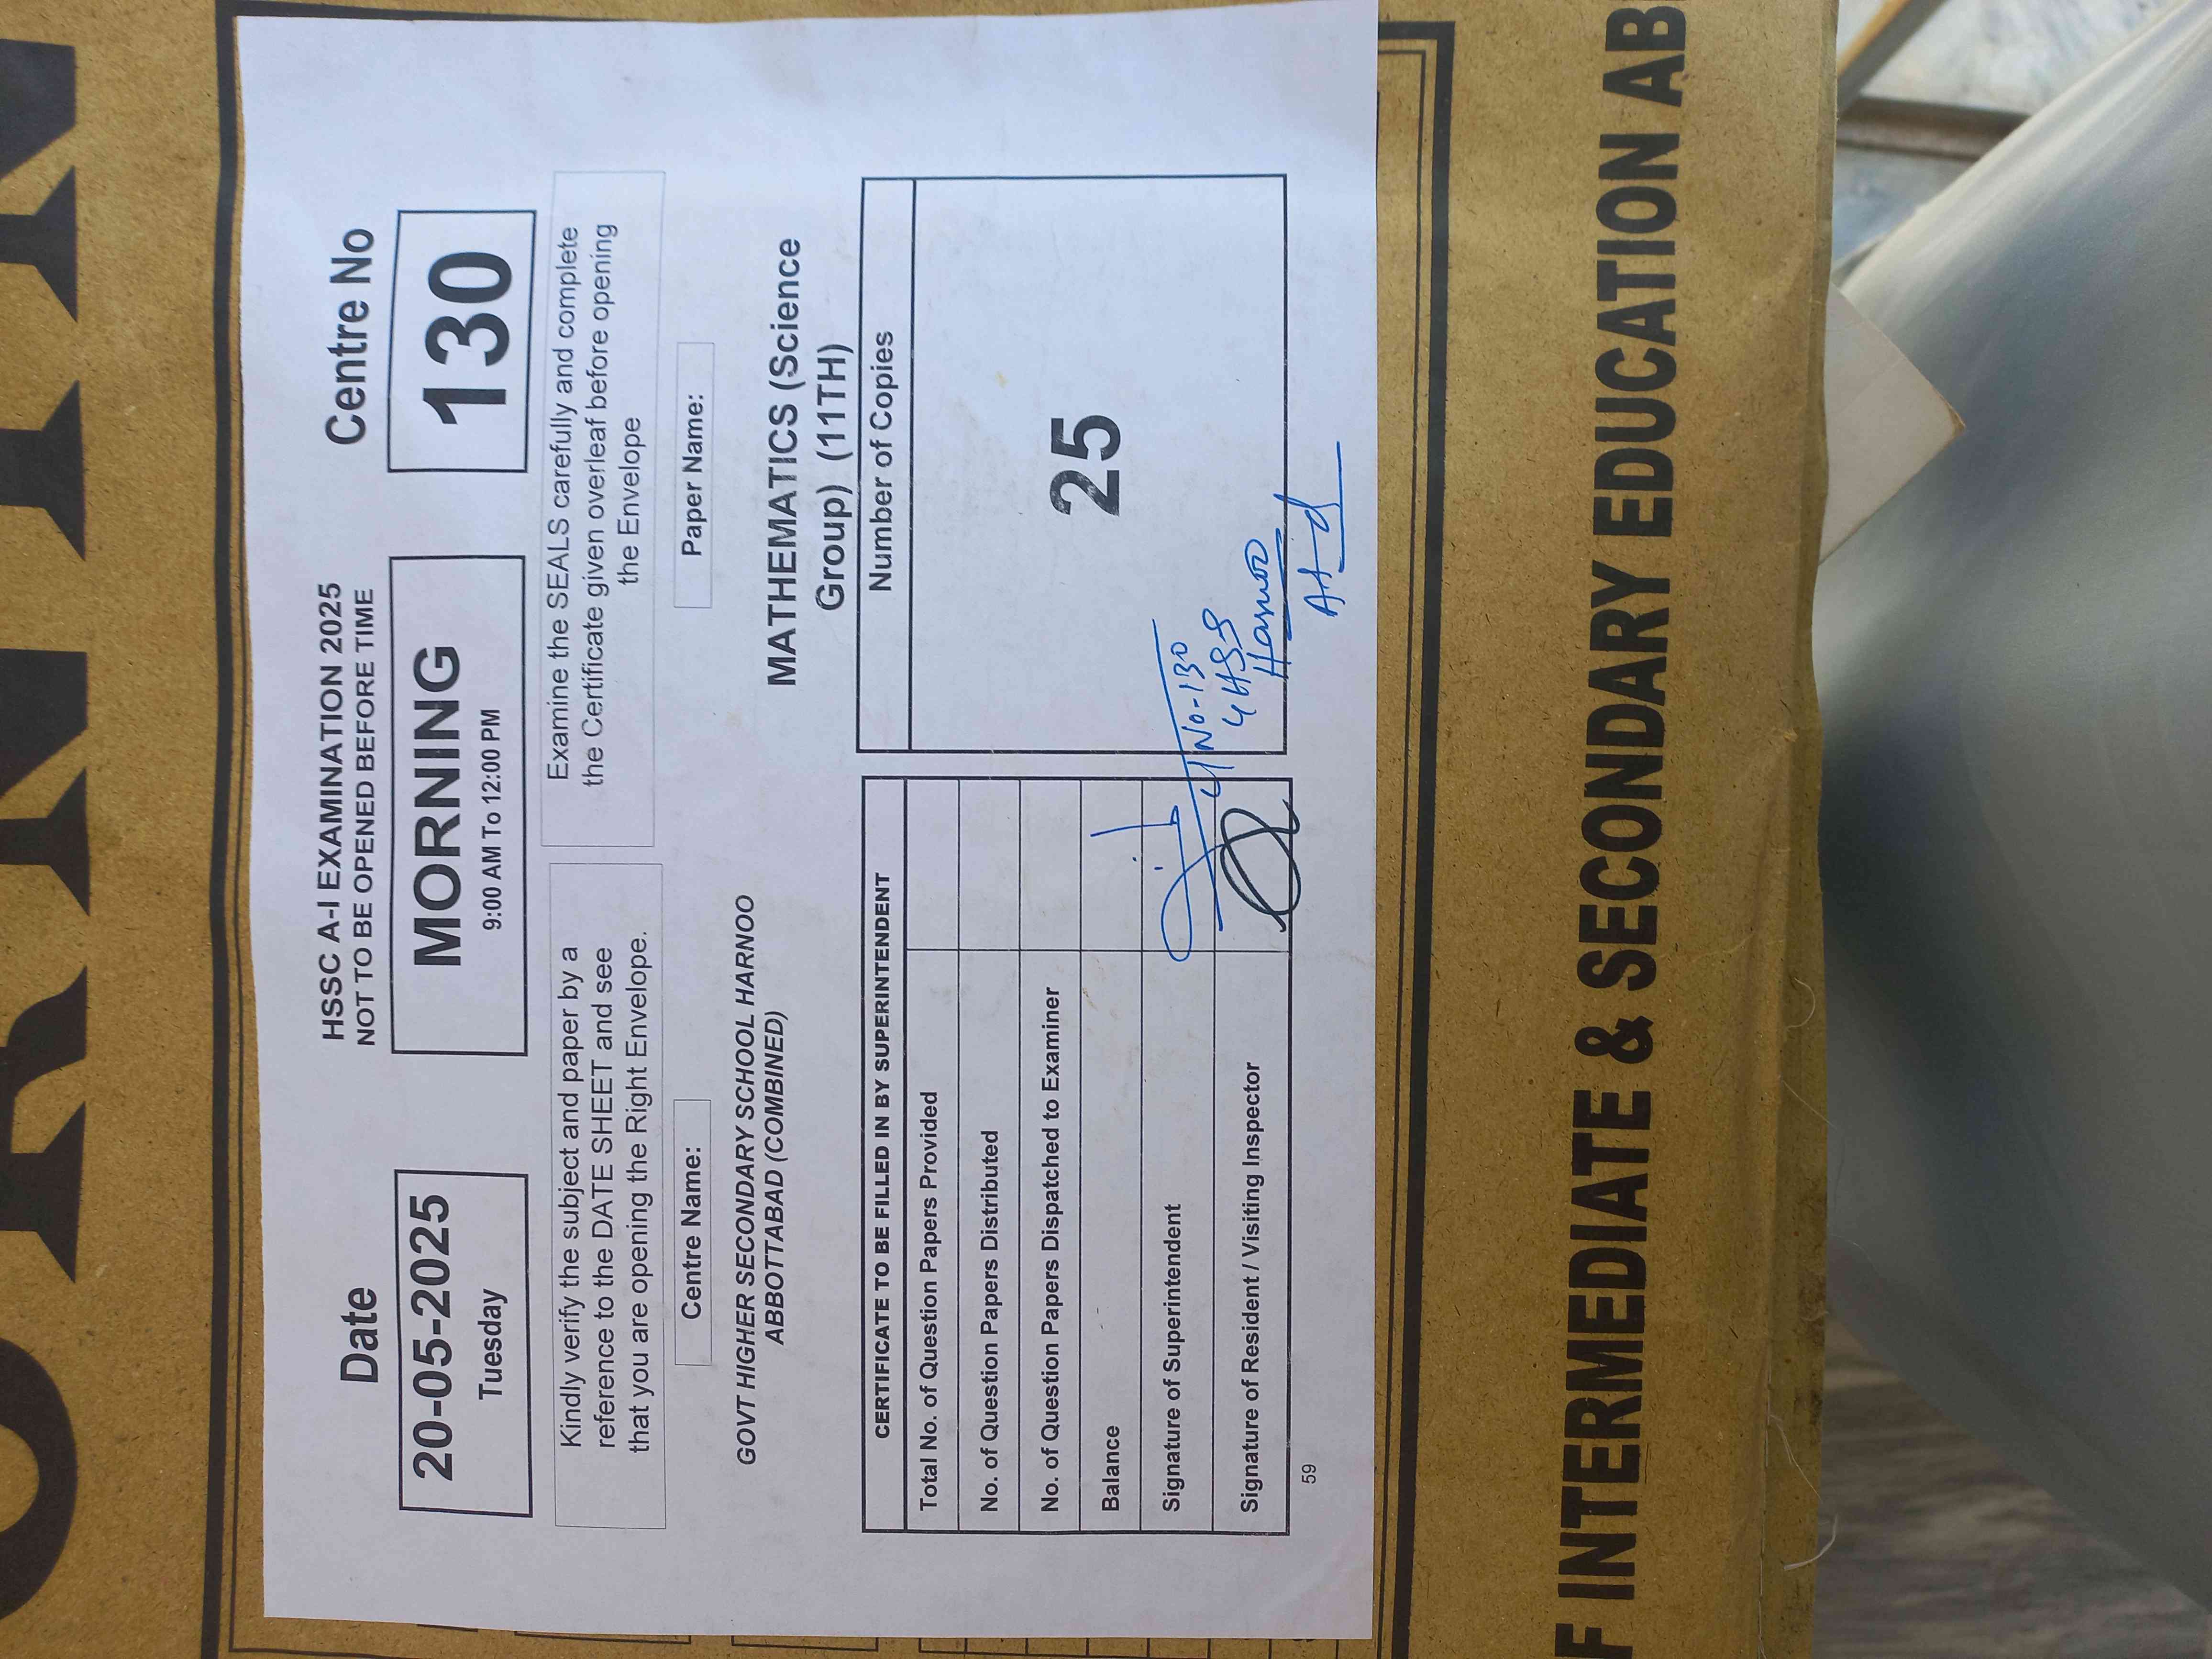 HSSC A-I EXAMINATION 2025
NOT TO BE OPENED BEFORE TIME
Date
20-05-2025
Tuesday
MORNING
9:00 AM To 12:00 PM
Centre No
130
Kindly verify the subject and paper by a
reference to the DATE SHEET and see
that you are opening the Right Envelope.
Examine the SEALS carefully and complete
the Certificate given overleaf before opening
the Envelope
Centre Name:
GOVT HIGHER SECONDARY SCHOOL HARNOO
ABBOTTABAD (COMBINED)
Paper Name:
MATHEMATICS (Science
Group) (11TH)
CERTIFICATE TO BE FILLED IN BY SUPERINTENDENT
Total No. of Question Papers Provided
No. of Question Papers Distributed
No. of Question Papers Dispatched to Examiner
Balance
Signature of Superintendent
Signature of Resident / Visiting Inspector
Number of Copies
25
No-130
Harnoo
59
F INTERMEDIATE & SECONDARY EDUCATION AB